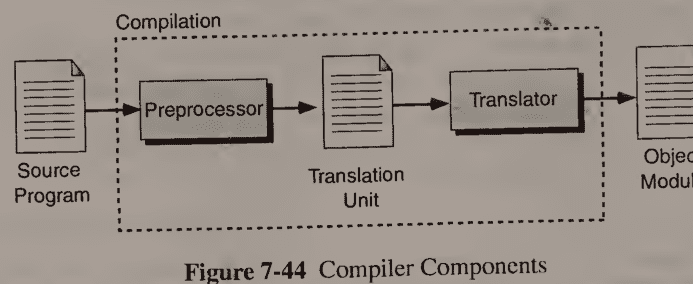 Compilation
Source
Program
Preprocessor
Translation
Unit
Translator
Figure 7-44 Compiler Components